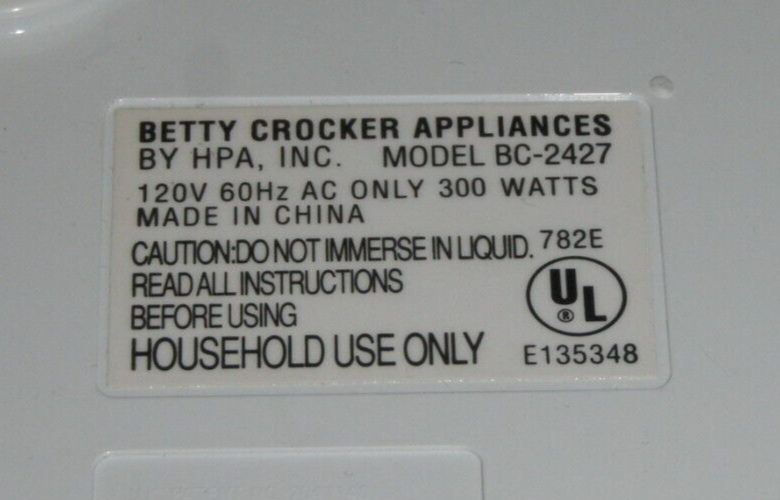 BETTY CROCKER APPLIANCES
BY HPA, INC. MODEL BC-2427
120V 60Hz AC ONLY 300 WATTS
MADE IN CHINA
CAUTION:DO NOT IMMERSE IN LIQUID. 782E
READ ALL INSTRUCTIONS
BEFORE USING
HOUSEHOLD USE ONLY
UL
®
E135348